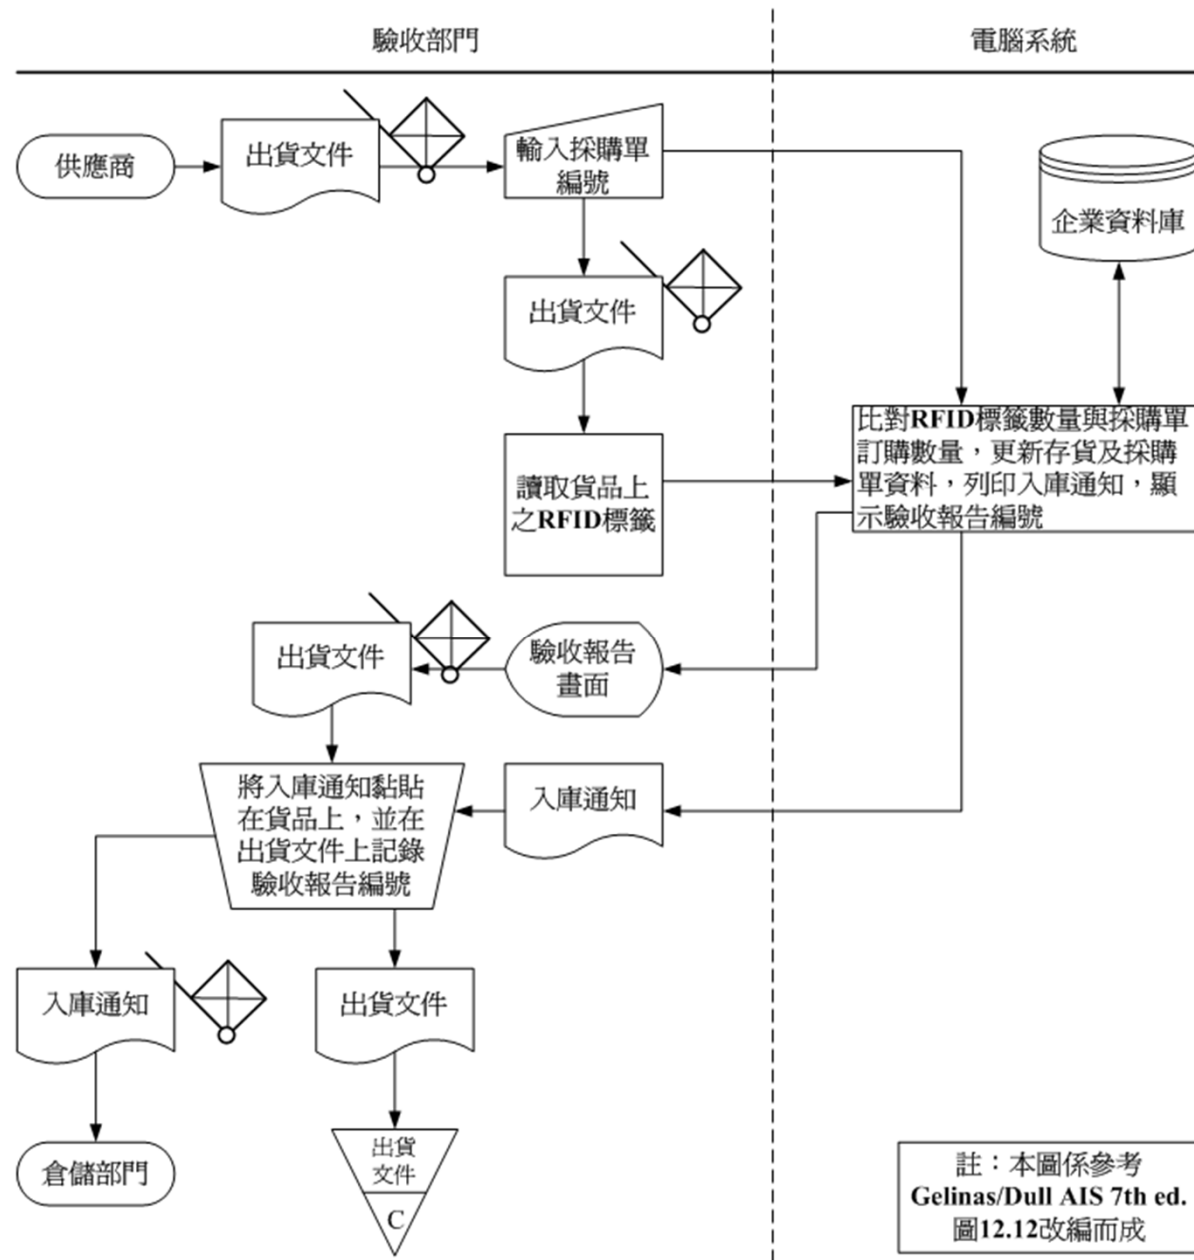 驗收部門
電腦系統
供應商
出貨文件
輸入採購單
編號
企業資料庫
出貨文件
比對RFID標籤數量與採購單
訂購數量，更新存貨及採購
單資料，列印入庫通知，顯
示驗收報告編號
讀取貨品上
之RFID標籤
出貨文件
驗收報告
畫面
將入庫通知黏貼
在貨品上，並在
出貨文件上記錄
驗收報告編號
入庫通知
入庫通知
出貨文件
倉儲部門
出貨
文件
C
註：本圖係參考
Gelinas/Dull AIS 7th ed.
圖12.12改編而成